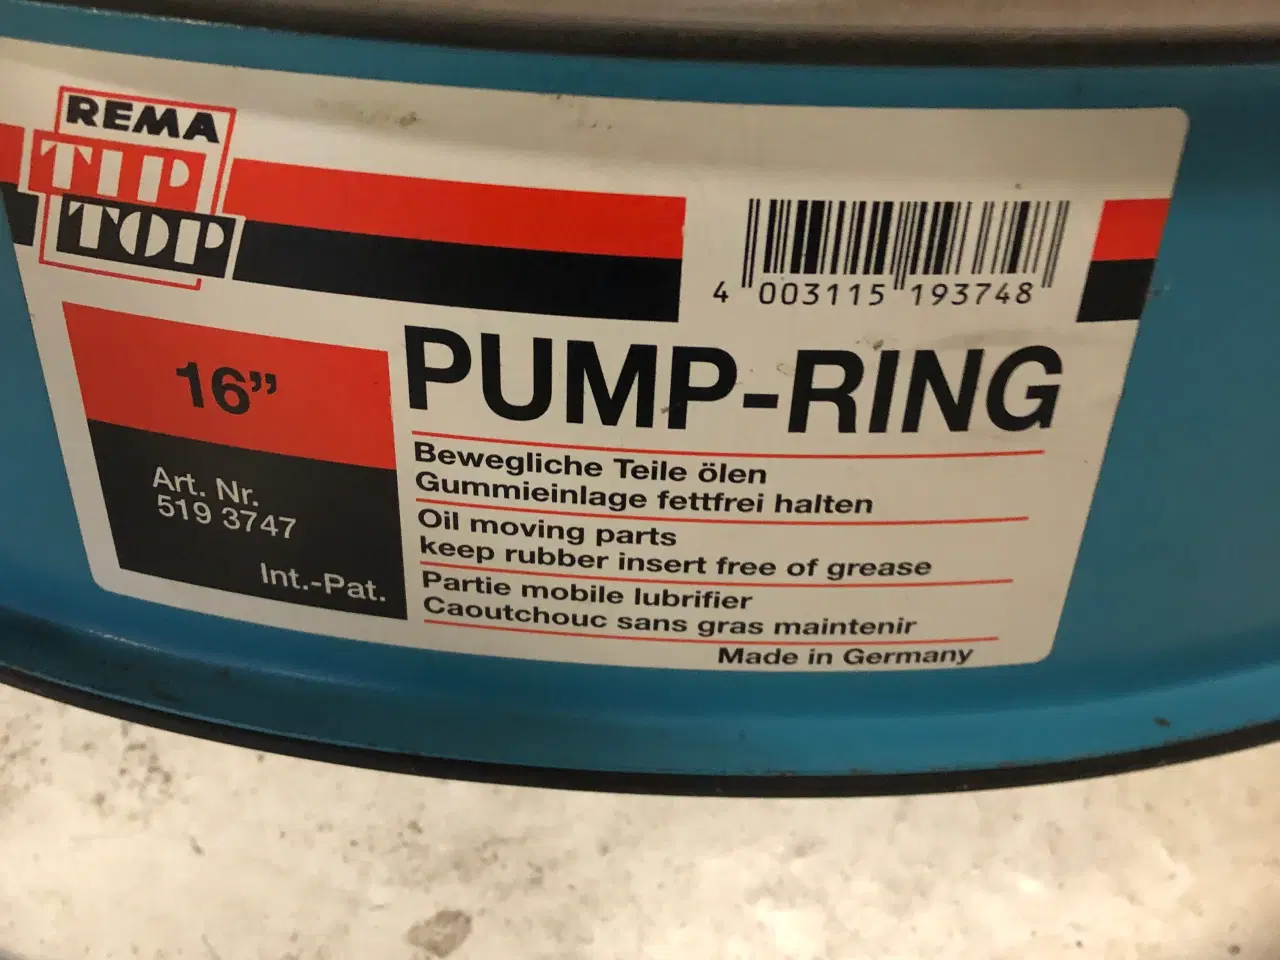 REMA
TIP
TOP
4 003115 193748
16”
Art. Nr.
519 3747
Int.-Pat.
PUMP-RING
Bewegliche Teile ölen
Gummieinlage fettfrei halten
Oil moving parts
keep rubber insert free of grease
Partie mobile lubrifier
Caoutchouc sans gras maintenir
Made in Germany